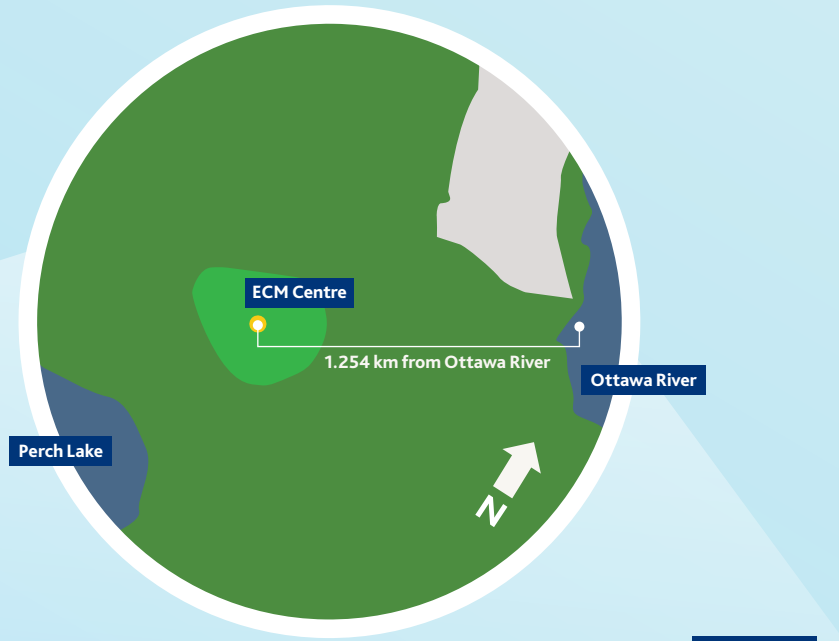 ECM Centre
1.254 km from Ottawa River
Ottawa River
Perch Lake
N